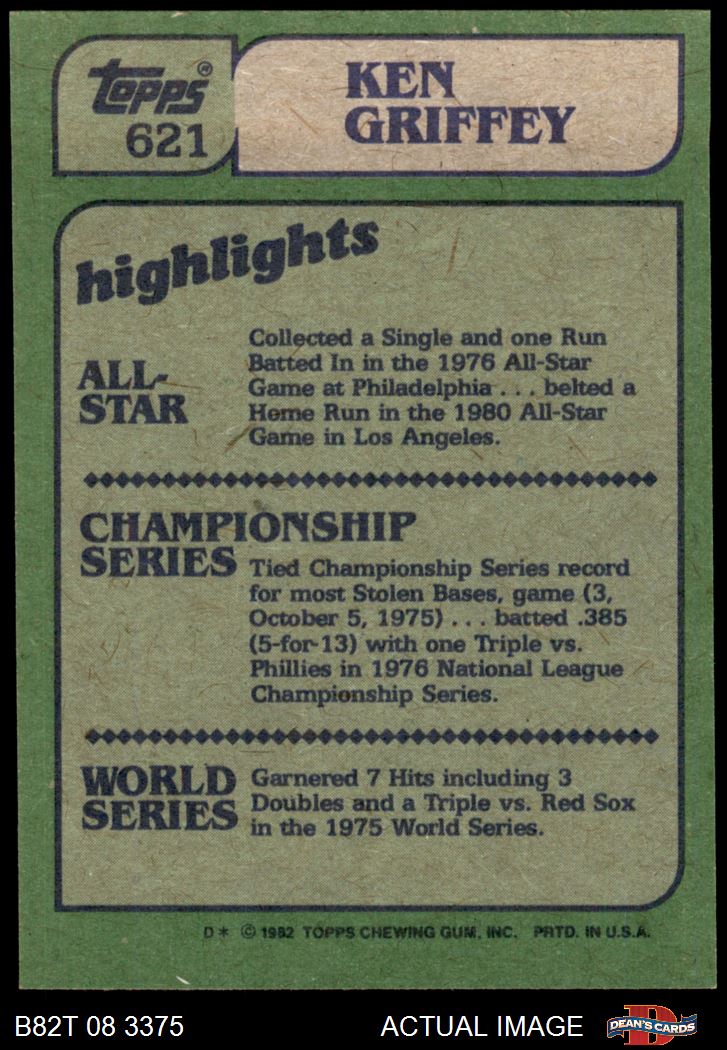 topps®
621
KEN
GRIFFEY
highlights
ALL-
STAR
Collected a Single and one Run
Batted In in the 1976 All-Star
Game at Philadelphia . . . belted a
Home Run in the 1980 All-Star
Game in Los Angeles.
CHAMPIONSHIP
SERIES
Tied Championship Series record
for most Stolen Bases, game (3,
October 5, 1975) . . . batted .385
(5-for-13) with one Triple vs.
Phillies in 1976 National League
Championship Series.
WORLD
SERIES
Garnered 7 Hits including 3
Doubles and a Triple vs. Red Sox
in the 1975 World Series.
D* © 1982 TOPPS CHEWING GUM, INC. PRTD. IN U.S.A.
B82T 08 3375
ACTUAL IMAGE
D
DEAN'S CARDS